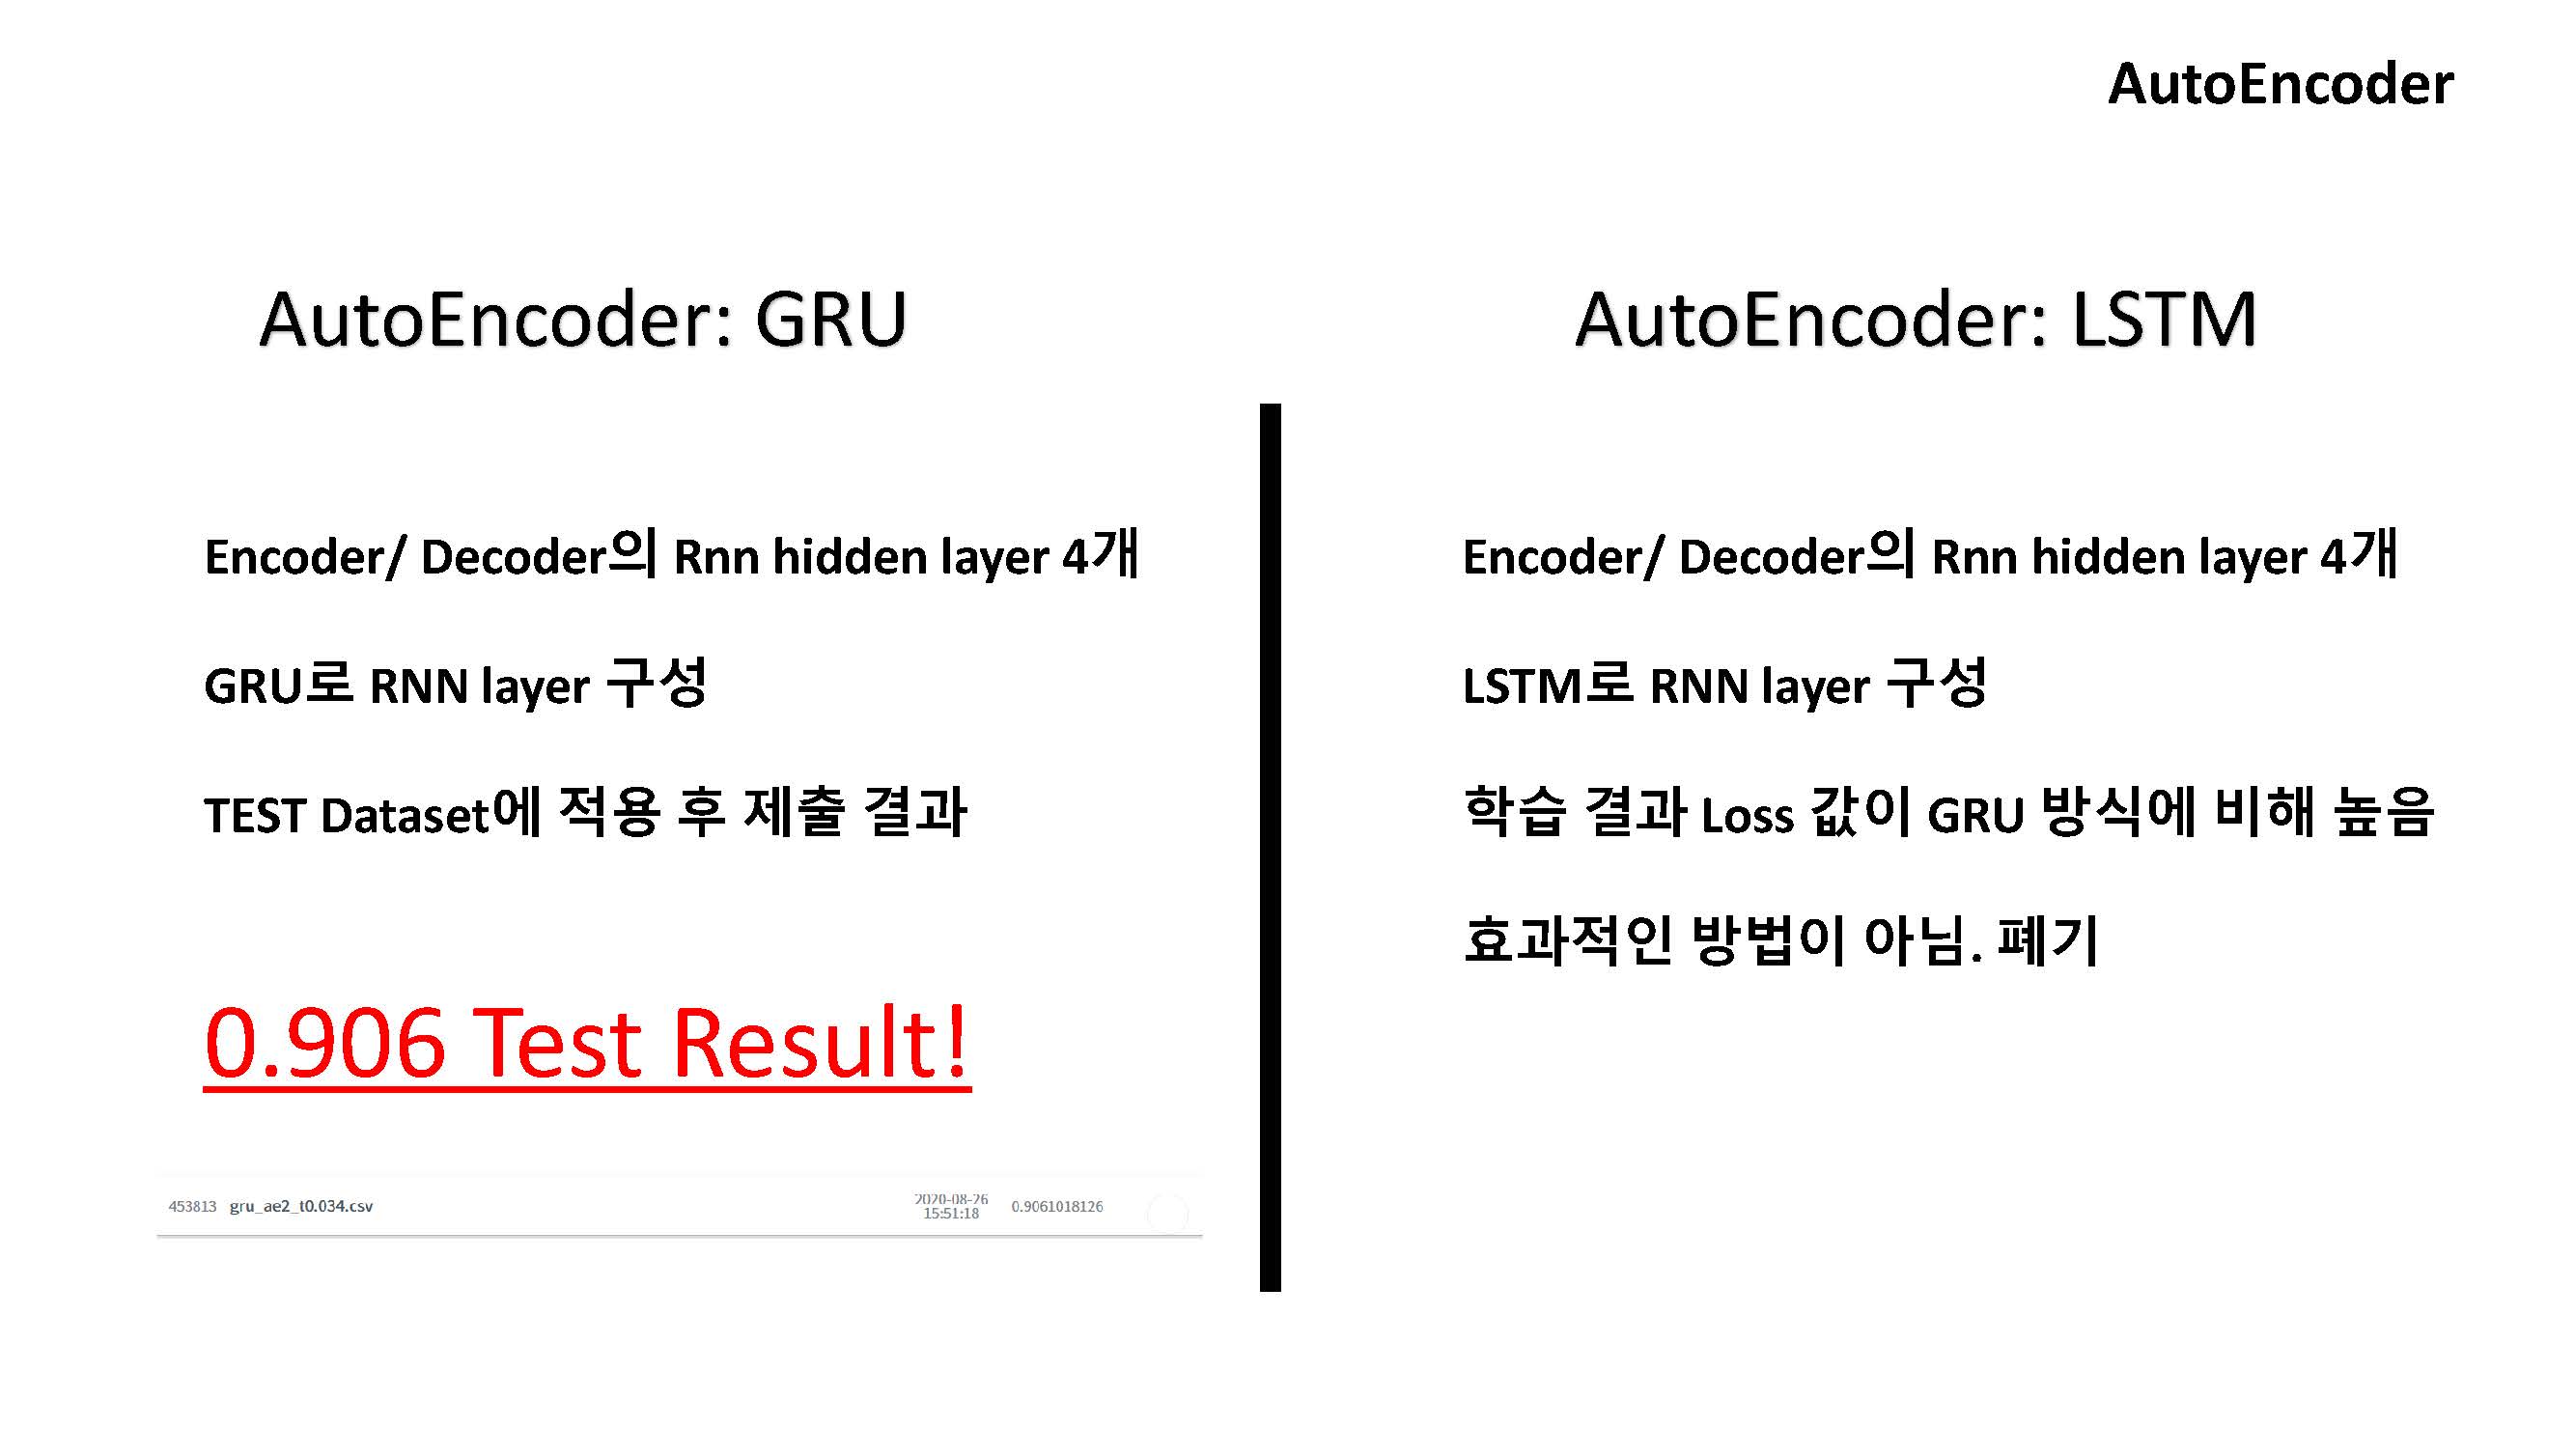 AutoEncoder
AutoEncoder: GRU
Encoder/ Decoder의 Rnn hidden layer 4개
GRU로 RNN layer 구성
TEST Dataset에 적용 후 제출 결과
0.906 Test Result!
453813 gru_ae2_t0.034.csv 2020-08-26 15:51:18 0.9061018126
AutoEncoder: LSTM
Encoder/ Decoder의 Rnn hidden layer 4개
LSTM로 RNN layer 구성
학습 결과 Loss 값이 GRU 방식에 비해 높음
효과적인 방법이 아님. 폐기